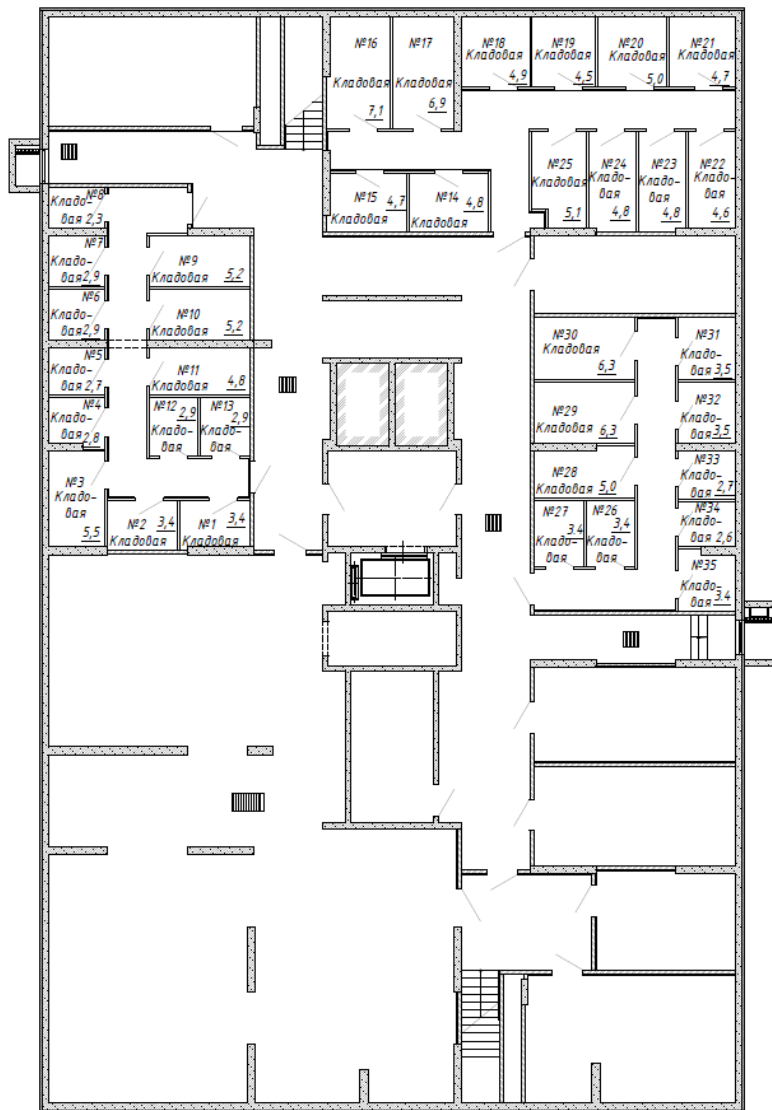 №16
Кладовая
7,1
№17
Кладовая
6,9
№18
Кладовая
4,9
№19
Кладовая
4,5
№20
Кладовая
5,0
№21
Кладовая
4,7
№25
Кладовая
5,1
№24
Кладо-
вая
4,8
№23
Кладо-
вая
4,8
№22
Кладо-
вая
4,6
№15
4,7
Кладовая
№14
4,8
Кладовая
№8
Кладо-
вая 2,3
№7
Кладо-
вая 2,9
№9
Кладовая 5,2
№6
Кладо-
вая 2,9
№10
Кладовая 5,2
№5
Кладо-
вая 2,7
№11
Кладовая
4,8
№4
Кладо-
вая
2,8
№12
2,9
Кладо-
вая
№13
2,9
Кладо-
вая
№3
Кладо-
вая
5,5
№2 3,4
Кладовая
№1 3,4
Кладовая
№30
Кладовая
6,3
№31
Кладо-
вая
3,5
№29
Кладовая
6,3
№32
Кладо-
вая
3,5
№28
Кладовая 5,0
№33
Кладо-
вая 2,7
№27
3,4
Кладо-
вая
№26
3,4
Кладо-
вая
№34
Кладо-
вая 2,6
№35
Кладо-
вая 3,4